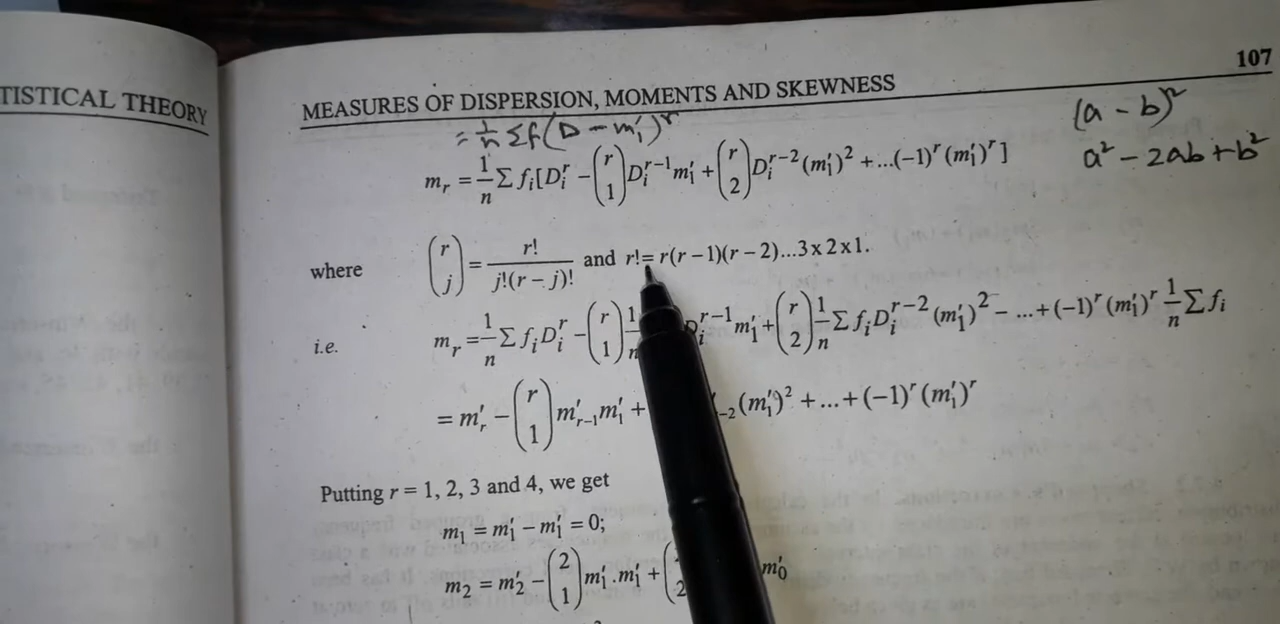 TISTICAL THEORY
107
MEASURES OF DISPERSION, MOMENTS AND SKEWNESS
= 1/n Σf(D − m′₁)^r
(a − b)²
a² − 2ab + b²
m_r = 1/n Σ f_i[D_i^r − (r 1) D_i^{r−1} m′₁ + (r 2) D_i^{r−2} (m′₁)² + ...(−1)^r (m′₁)^r]
where (r j) = r!/j!(r − j)! and r! = r(r − 1)(r − 2)...3 x 2 x 1.
i.e. m_r = 1/n Σ f_i D_i^r − (r 1) 1/n D_i^{r−1} m′₁ + (r 2) 1/n Σ f_i D_i^{r−2} (m′₁)² − ... + (−1)^r (m′₁)^r 1/n Σ f_i
= m′_r − (r 1) m′_{r−1} m′₁ + ₋₂ (m′₁)² + ... + (−1)^r (m′₁)^r
Putting r = 1, 2, 3 and 4, we get
m₁ = m′₁ − m′₁ = 0;
m₂ = m′₂ − (2 1) m′₁ . m′₁ + ( 2 m′₀